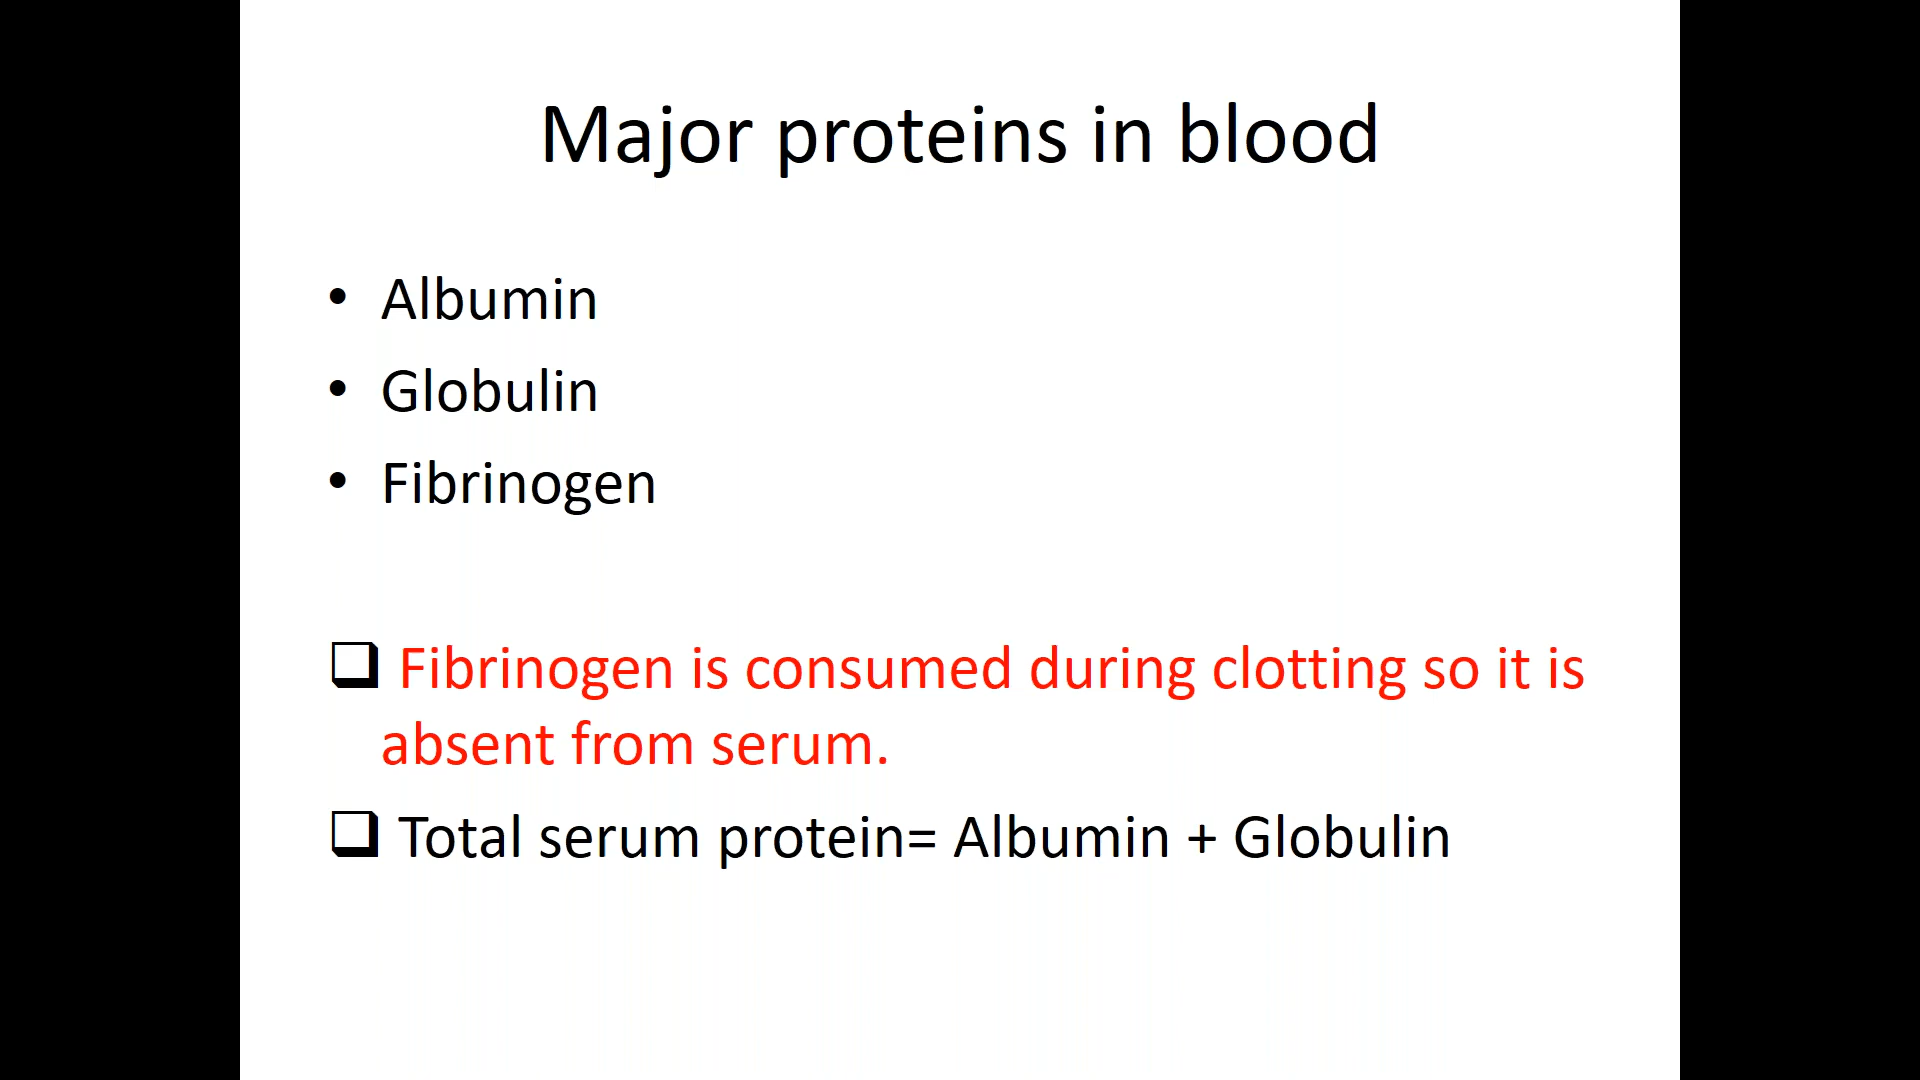 Major proteins in blood
• Albumin
• Globulin
• Fibrinogen
❑ Fibrinogen is consumed during clotting so it is
absent from serum.
❑ Total serum protein= Albumin + Globulin